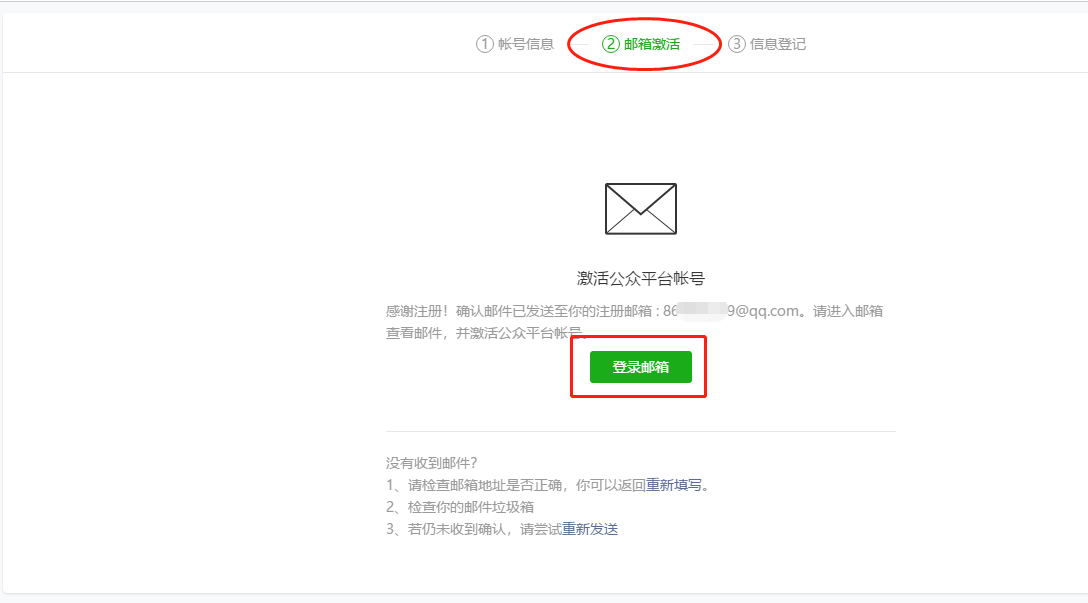 ① 帐号信息 ② 邮箱激活 ③ 信息登记
激活公众平台帐号
感谢注册！确认邮件已发送至你的注册邮箱 : 86 9@qq.com。请进入邮箱
查看邮件，并激活公众平台帐号。
登录邮箱
没有收到邮件？
1、请检查邮箱地址是否正确，你可以返回重新填写。
2、检查你的邮件垃圾箱
3、若仍未收到确认，请尝试重新发送